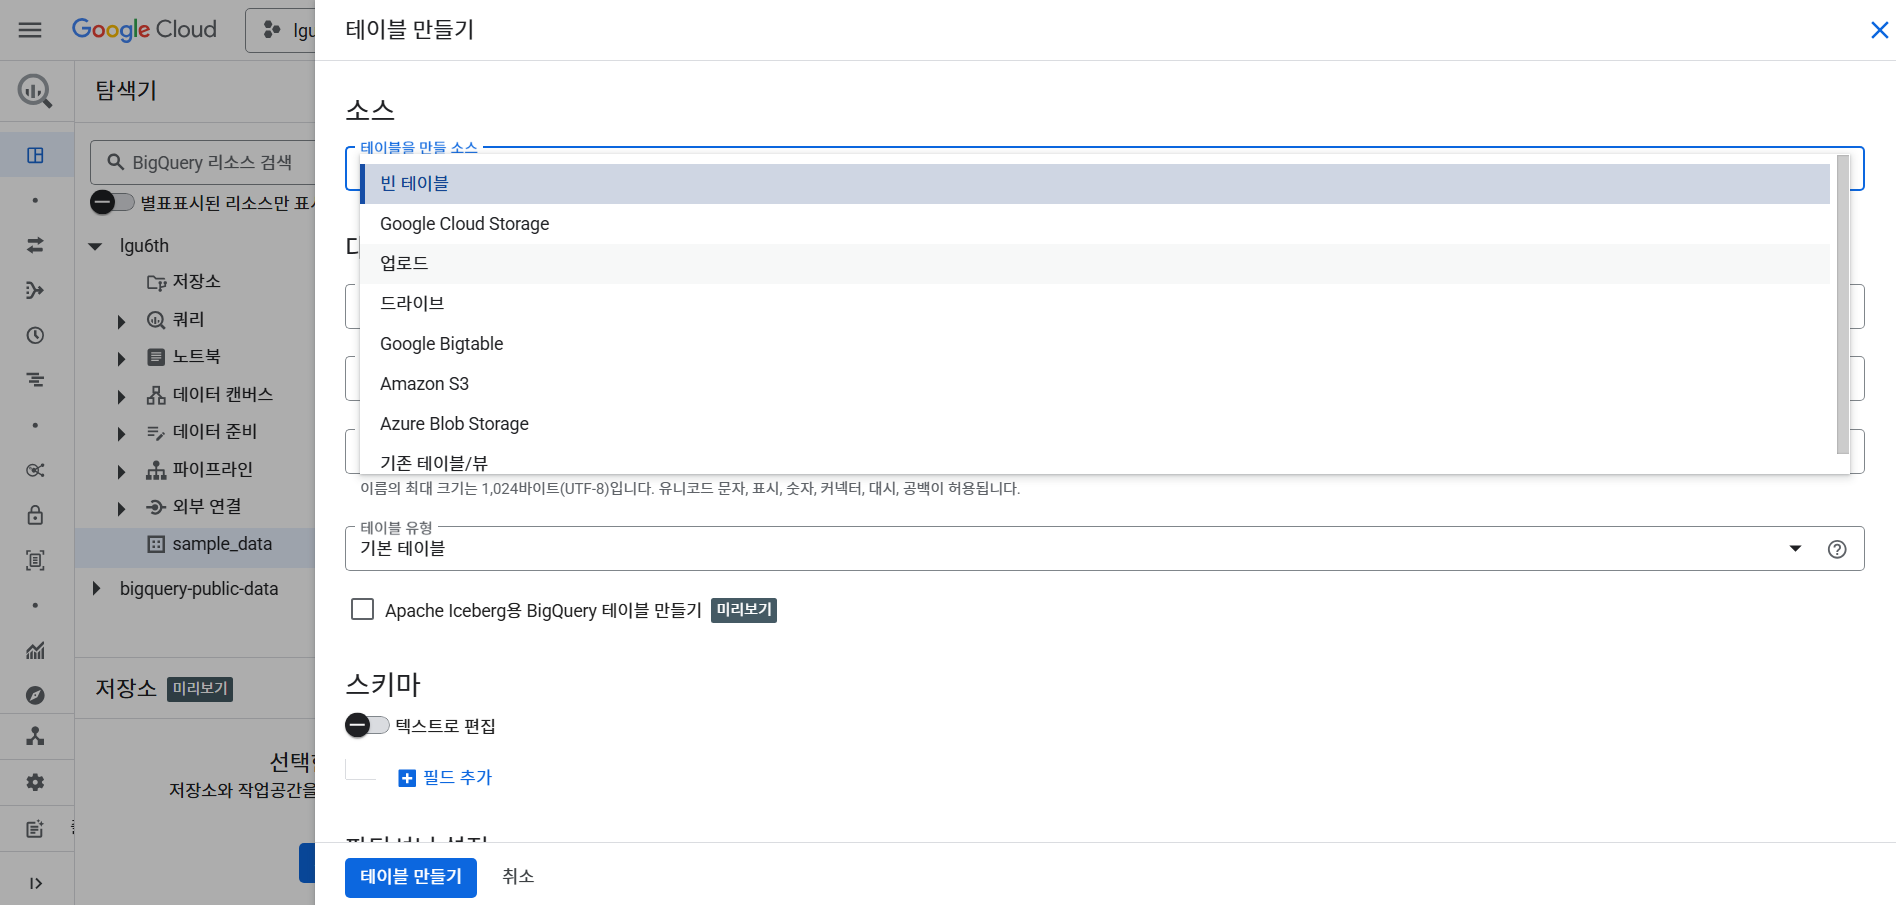 Google Cloud
lgu
탐색기
BigQuery 리소스 검색
별표표시된 리소스만 표시
lgu6th
저장소
쿼리
노트북
데이터 캔버스
데이터 준비
파이프라인
외부 연결
sample_data
bigquery-public-data
저장소 미리보기
선택한
저장소와 작업공간을
테이블 만들기
소스
테이블을 만들 소스
빈 테이블
Google Cloud Storage
업로드
드라이브
Google Bigtable
Amazon S3
Azure Blob Storage
기존 테이블/뷰
이름의 최대 크기는 1,024바이트(UTF-8)입니다. 유니코드 문자, 표시, 숫자, 커넥터, 대시, 공백이 허용됩니다.
테이블 유형
기본 테이블
Apache Iceberg용 BigQuery 테이블 만들기 미리보기
스키마
텍스트로 편집
필드 추가
테이블 만들기 취소